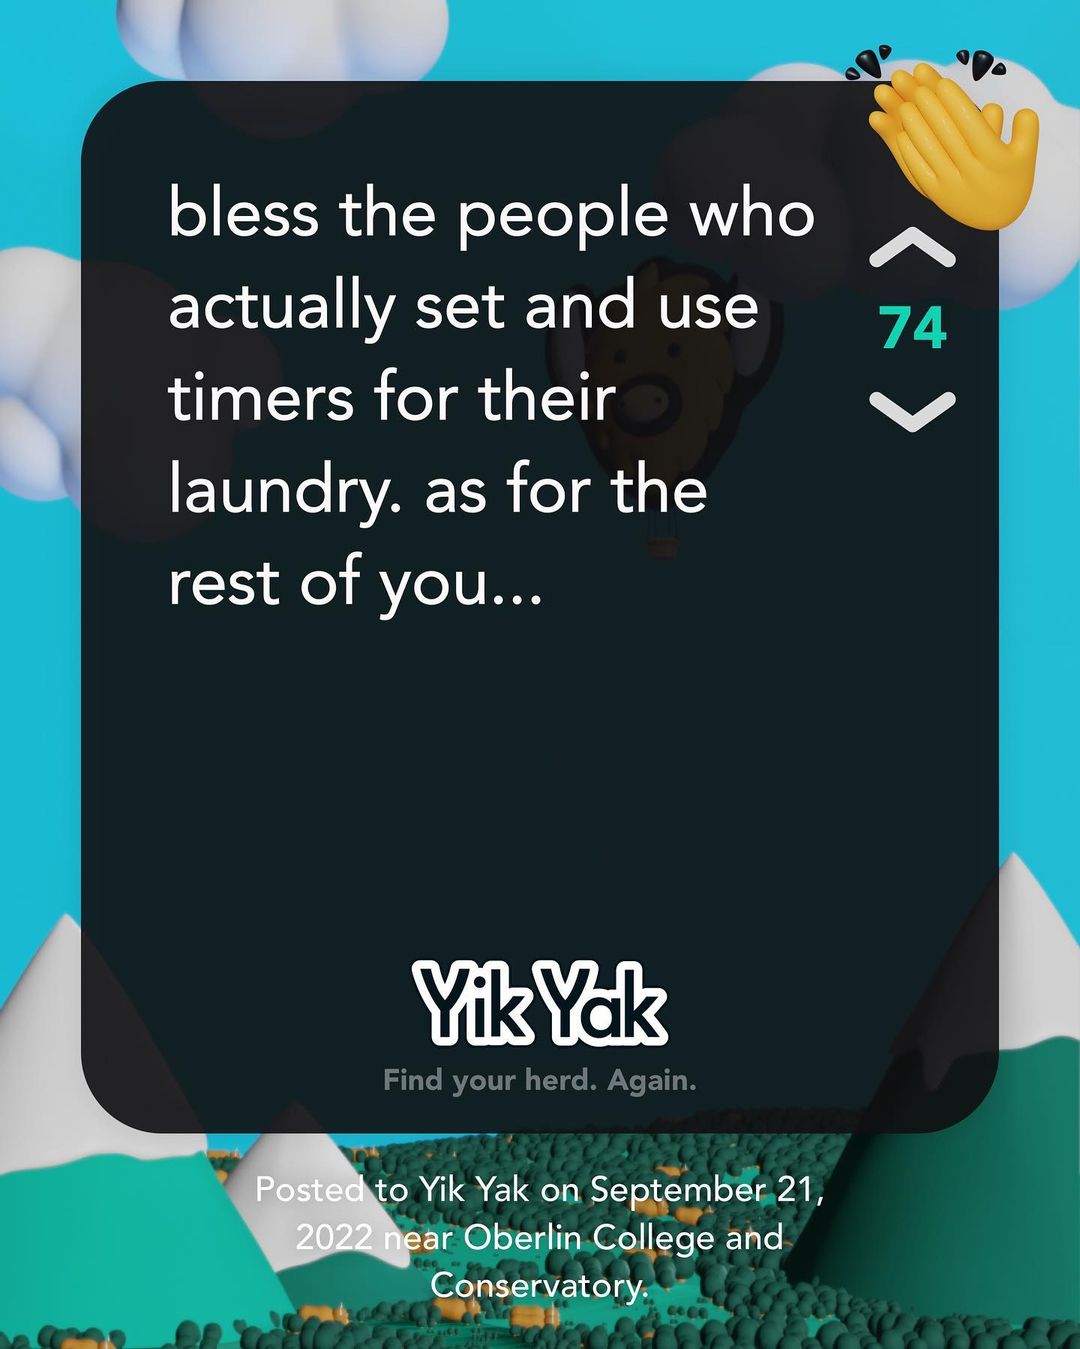 bless the people who
actually set and use
timers for their
laundry. as for the
rest of you...
74
Yik Yak
Find your herd. Again.
Posted to Yik Yak on September 21,
2022 near Oberlin College and
Conservatory.